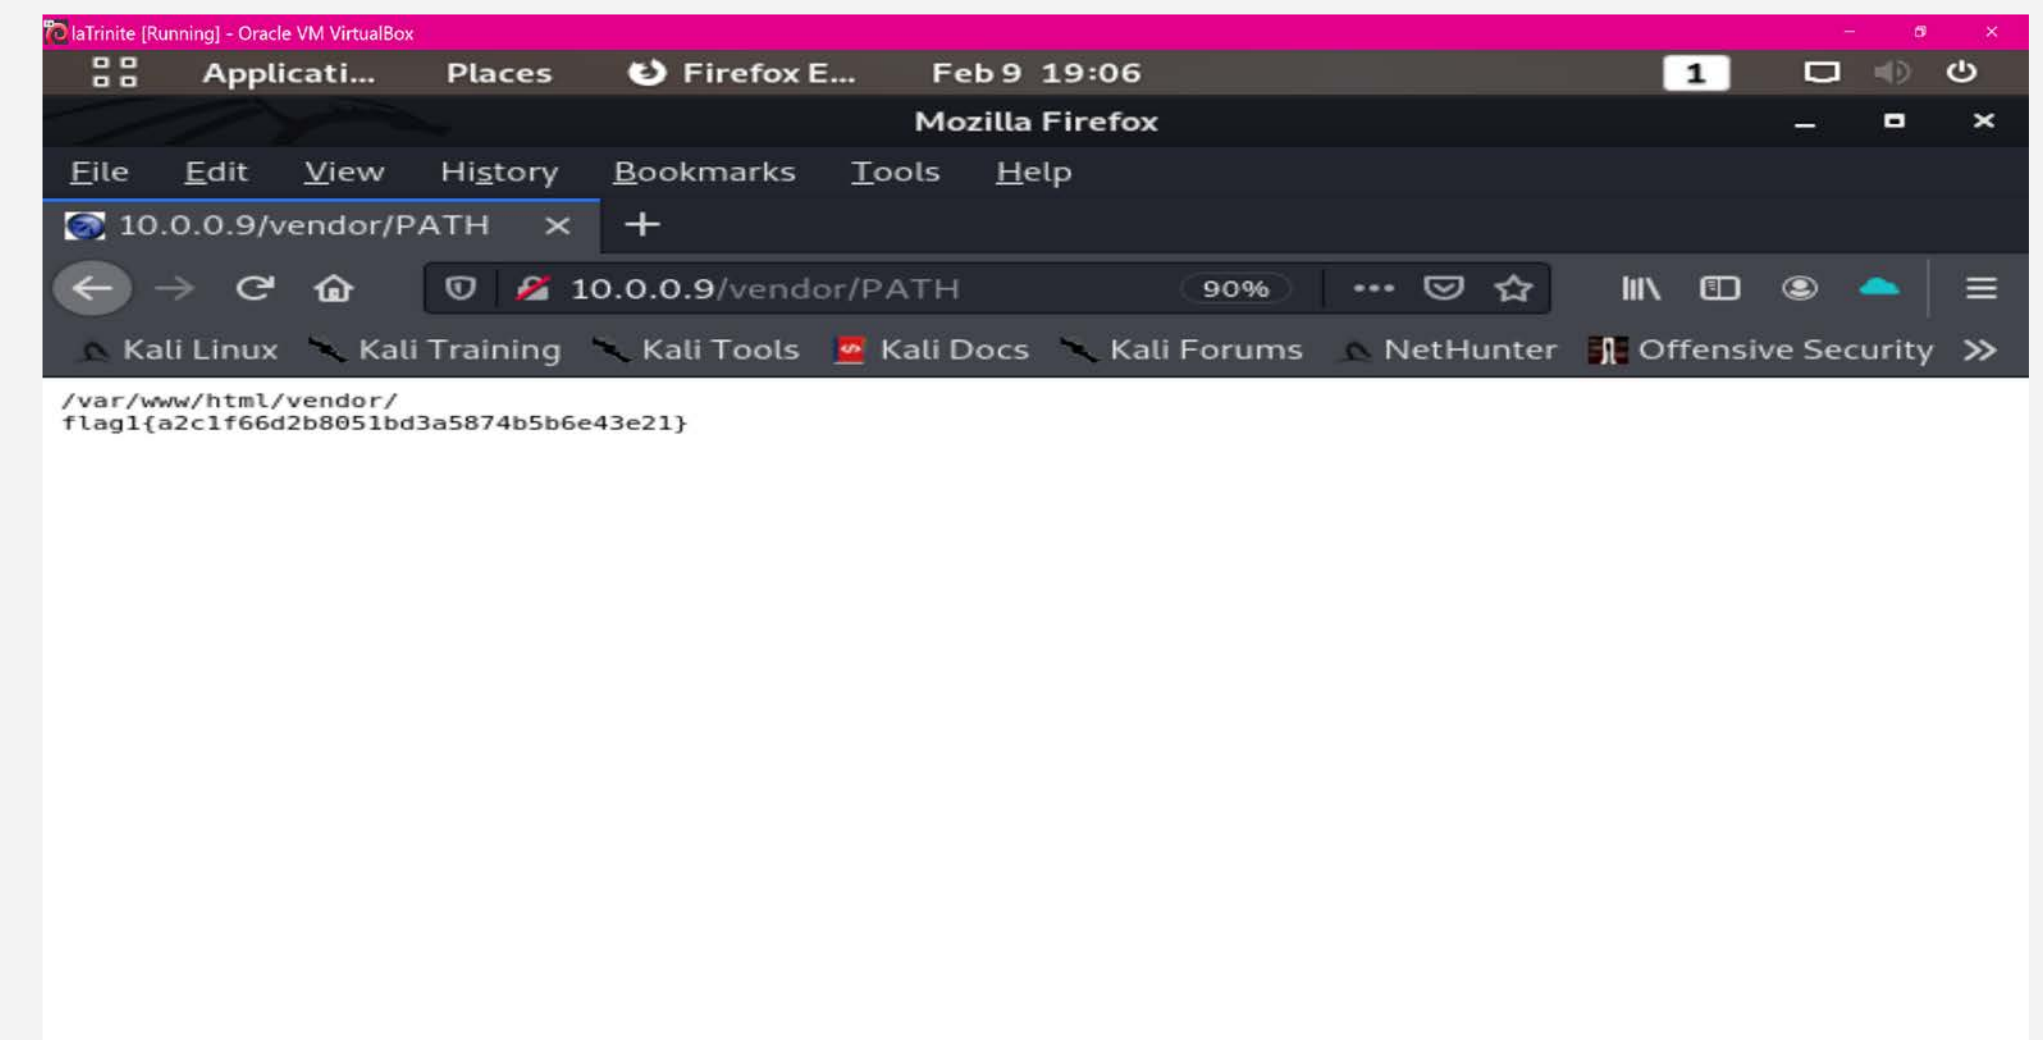 laTrinite [Running] - Oracle VM VirtualBox
Applicati... Places Firefox E... Feb 9 19:06 1
Mozilla Firefox
File Edit View History Bookmarks Tools Help
10.0.0.9/vendor/PATH
10.0.0.9/vendor/PATH 90%
Kali Linux Kali Training Kali Tools Kali Docs Kali Forums NetHunter Offensive Security
/var/www/html/vendor/
flag1{a2c1f66d2b8051bd3a5874b5b6e43e21}